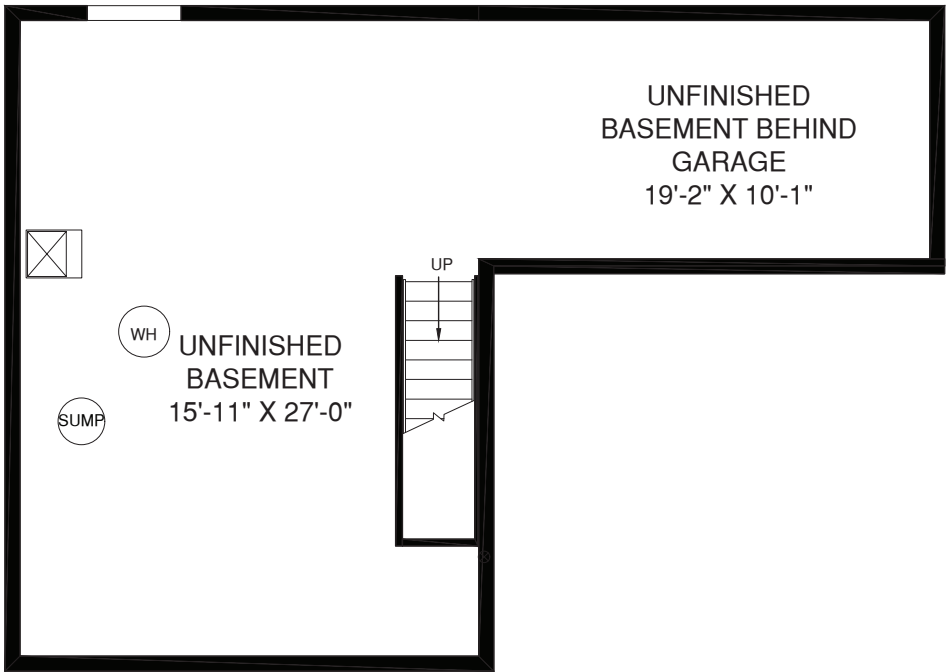 UNFINISHED
BASEMENT BEHIND
GARAGE
19'-2" X 10'-1"
UP
WH
UNFINISHED
BASEMENT
15'-11" X 27'-0"
SUMP